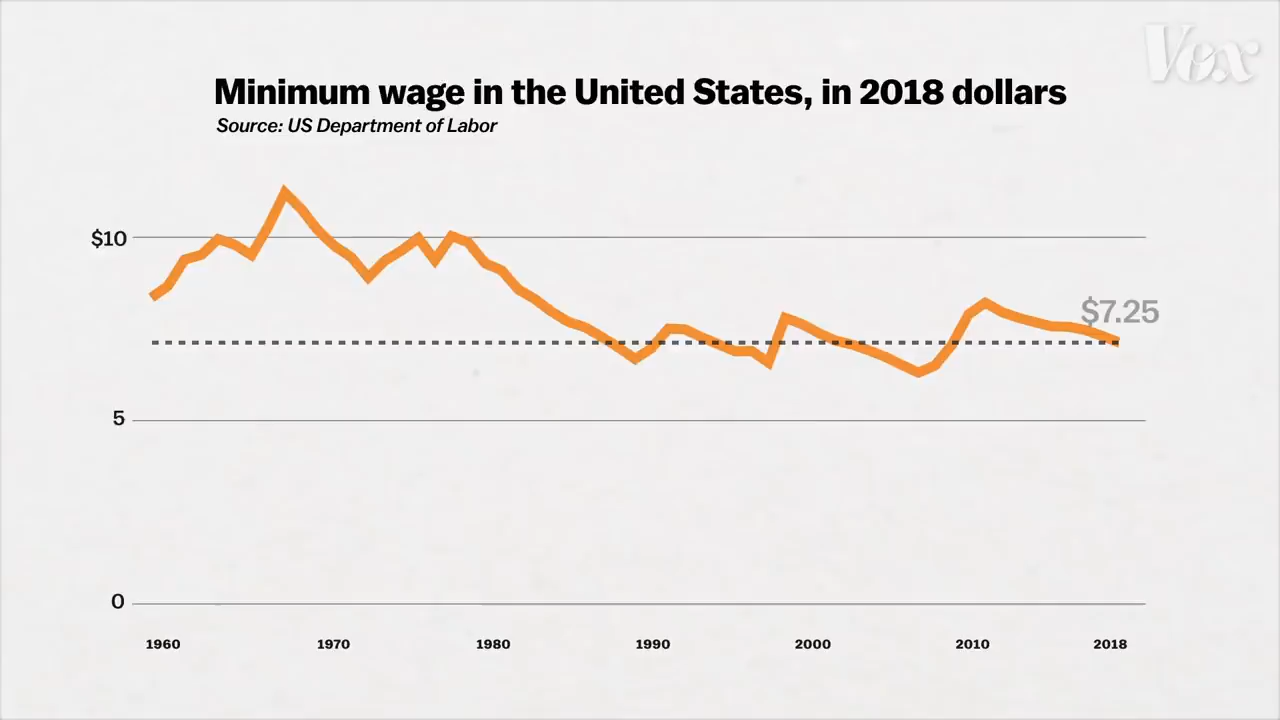 Vox
Minimum wage in the United States, in 2018 dollars
Source: US Department of Labor
$10
$7.25
5
0
1960 1970 1980 1990 2000 2010 2018